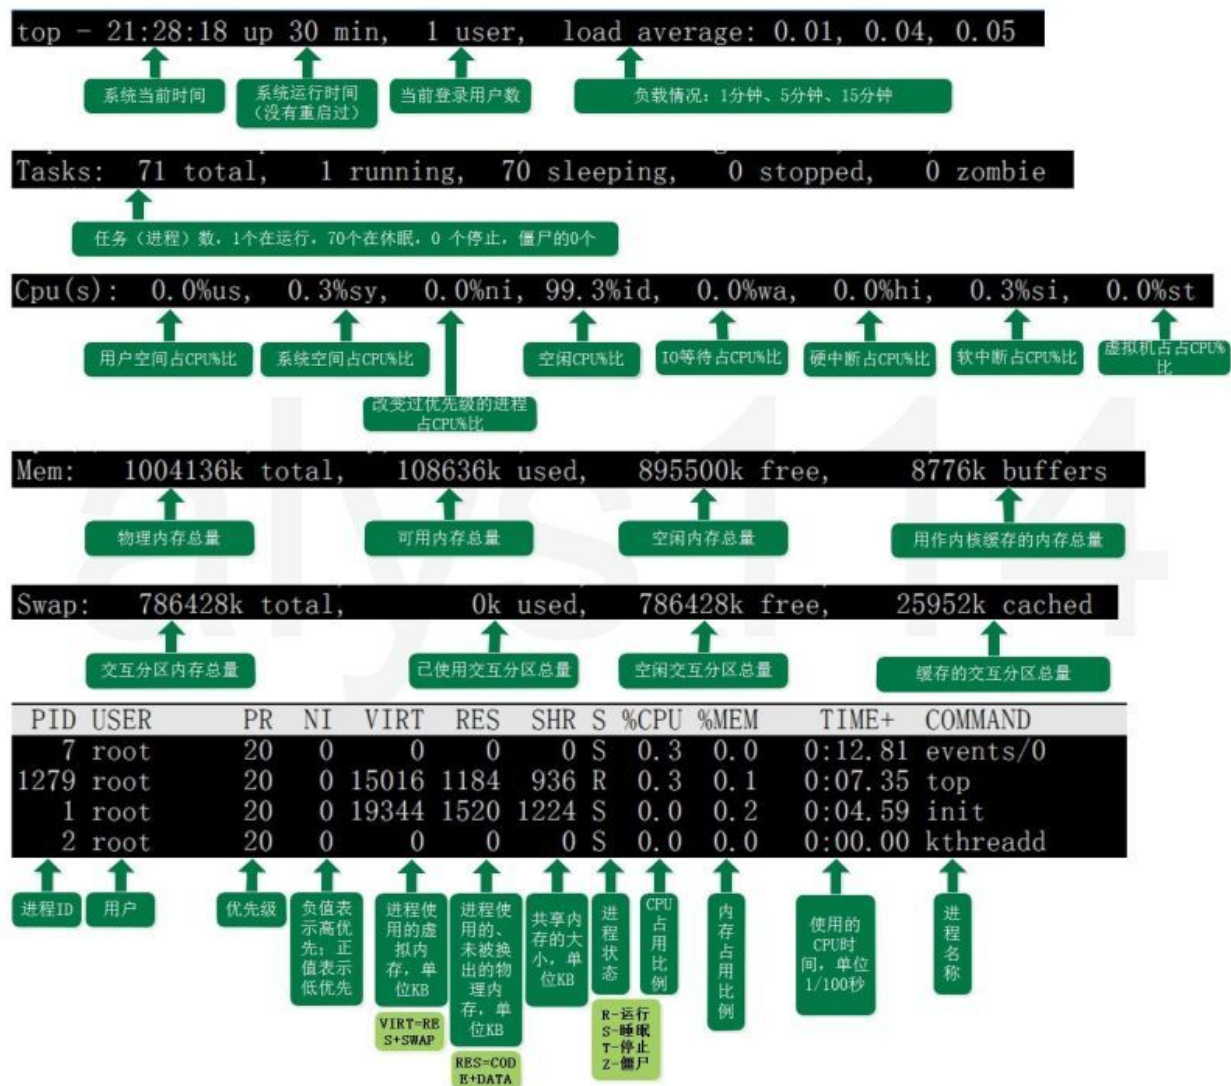 top - 21:28:18 up 30 min, 1 user, load average: 0.01, 0.04, 0.05
系统当前时间
系统运行时间
（没有重启过）
当前登录用户数
负载情况：1分钟、5分钟、15分钟
Tasks: 71 total, 1 running, 70 sleeping, 0 stopped, 0 zombie
任务（进程）数，1个在运行，70个在休眠，0 个停止，僵尸的0个
Cpu(s): 0.0%us, 0.3%sy, 0.0%ni, 99.3%id, 0.0%wa, 0.0%hi, 0.3%si, 0.0%st
用户空间占CPU%比
系统空间占CPU%比
改变过优先级的进程
占CPU%比
空闲CPU%比
IO等待占CPU%比
硬中断占CPU%比
软中断占CPU%比
虚拟机占占CPU%
比
Mem: 1004136k total, 108636k used, 895500k free, 8776k buffers
物理内存总量
可用内存总量
空闲内存总量
用作内核缓存的内存总量
Swap: 786428k total, 0k used, 786428k free, 25952k cached
交互分区内存总量
已使用交互分区总量
空闲交互分区总量
缓存的交互分区总量
PID USER PR NI VIRT RES SHR S %CPU %MEM TIME+ COMMAND
7 root 20 0 0 0 0 S 0.3 0.0 0:12.81 events/0
1279 root 20 0 15016 1184 936 R 0.3 0.1 0:07.35 top
1 root 20 0 19344 1520 1224 S 0.0 0.2 0:04.59 init
2 root 20 0 0 0 0 S 0.0 0.0 0:00.00 kthreadd
进程ID
用户
优先级
负值表
示高优
先；正
值表示
低优先
进程使
用的虚
拟内
存，单
位KB
VIRT=RE
S+SWAP
进程使
用的、
未被换
出的物
理内
存，单
位KB
RES=COD
E+DATA
共享内
存的大
小，单
位KB
进程状态
R-运行
S-睡眠
T-停止
Z-僵尸
CPU
占用比例
内存占用比例
使用的
CPU时
间，单位
1/100秒
进程名称
alys114